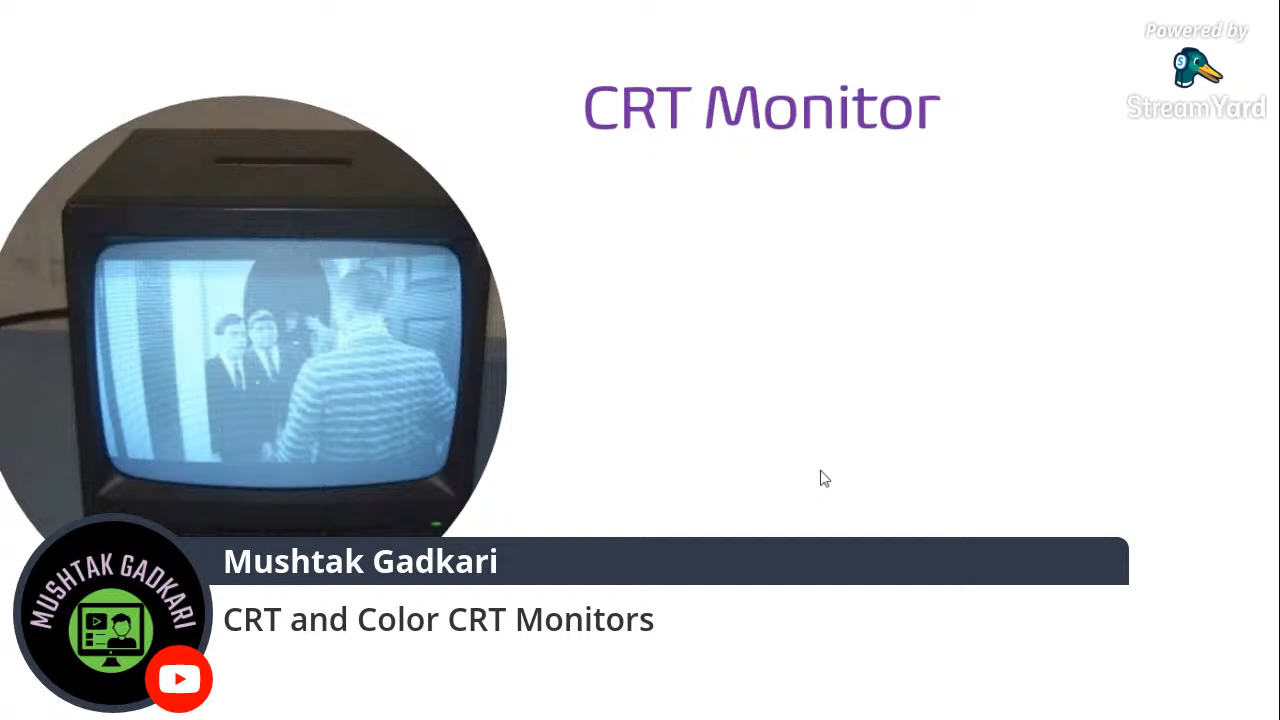 Powered by
StreamYard
CRT Monitor
MUSHTAK GADKARI
Mushtak Gadkari
CRT and Color CRT Monitors